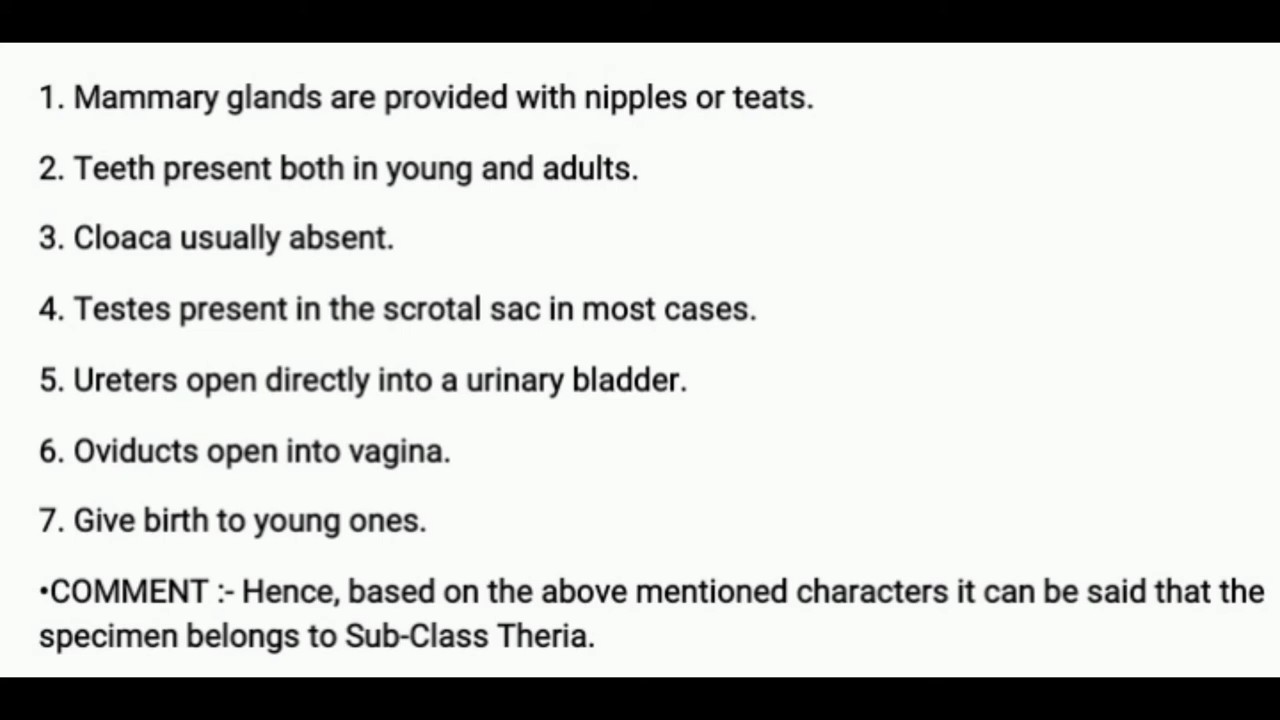 1. Mammary glands are provided with nipples or teats.
2. Teeth present both in young and adults.
3. Cloaca usually absent.
4. Testes present in the scrotal sac in most cases.
5. Ureters open directly into a urinary bladder.
6. Oviducts open into vagina.
7. Give birth to young ones.
•COMMENT :- Hence, based on the above mentioned characters it can be said that the
specimen belongs to Sub-Class Theria.